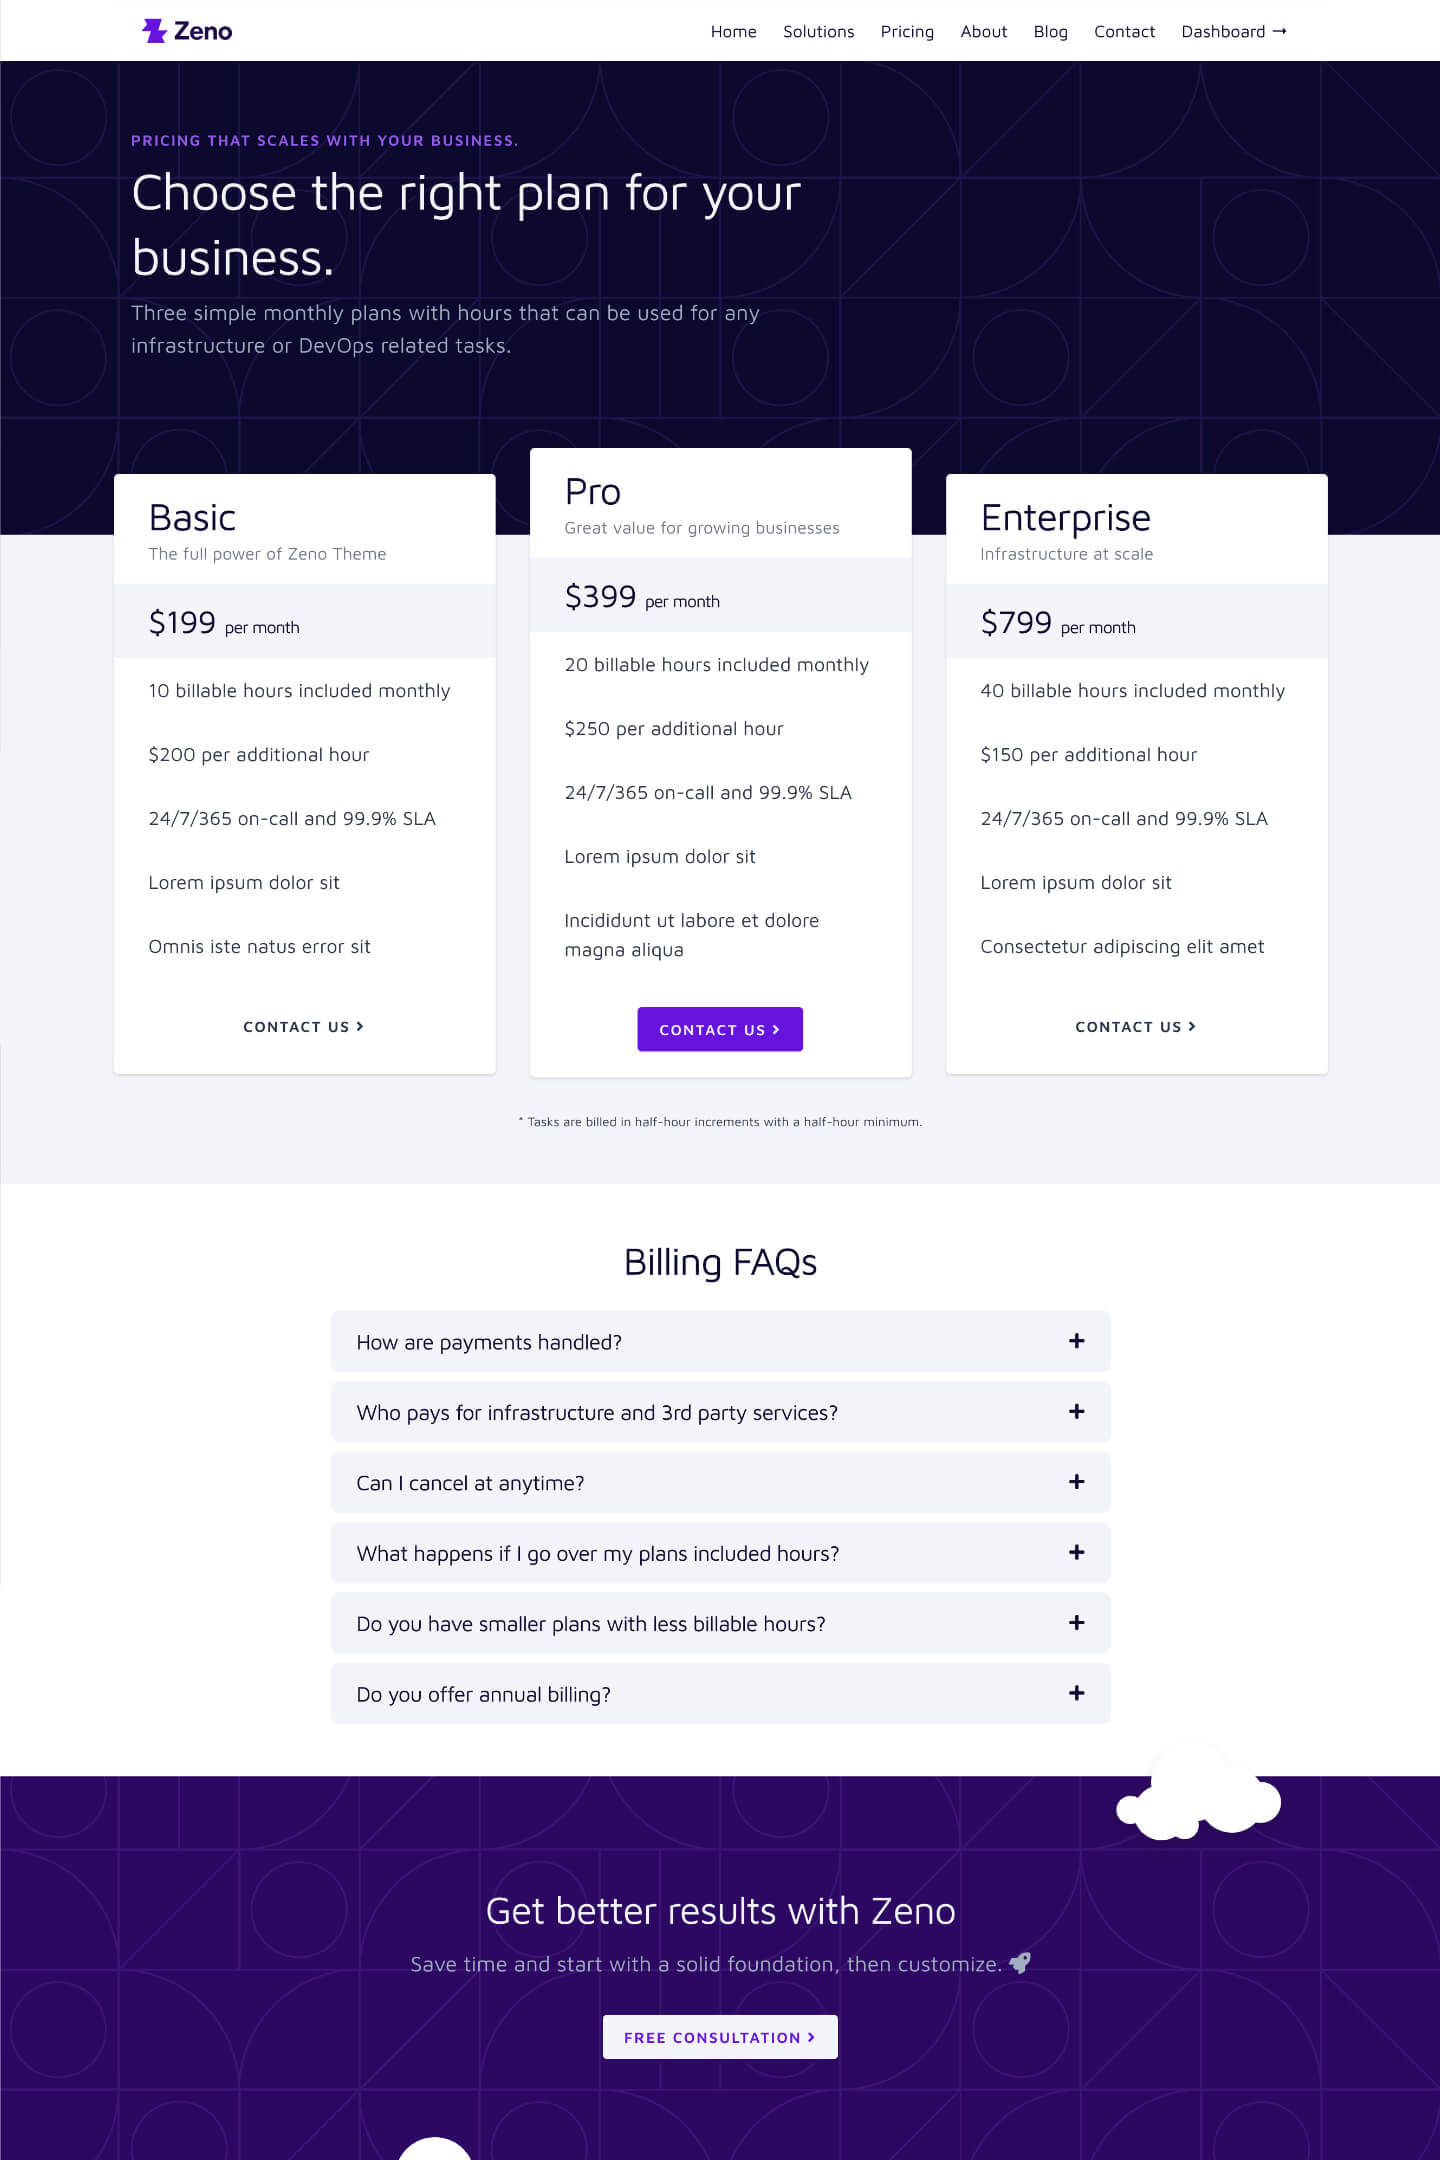 Zeno
Home Solutions Pricing About Blog Contact Dashboard →
PRICING THAT SCALES WITH YOUR BUSINESS.
Choose the right plan for your
business.
Three simple monthly plans with hours that can be used for any
infrastructure or DevOps related tasks.
Basic
The full power of Zeno Theme
$199 per month
10 billable hours included monthly
$200 per additional hour
24/7/365 on-call and 99.9% SLA
Lorem ipsum dolor sit
Omnis iste natus error sit
CONTACT US >
Pro
Great value for growing businesses
$399 per month
20 billable hours included monthly
$250 per additional hour
24/7/365 on-call and 99.9% SLA
Lorem ipsum dolor sit
Incididunt ut labore et dolore
magna aliqua
CONTACT US >
Enterprise
Infrastructure at scale
$799 per month
40 billable hours included monthly
$150 per additional hour
24/7/365 on-call and 99.9% SLA
Lorem ipsum dolor sit
Consectetur adipiscing elit amet
CONTACT US >
* Tasks are billed in half-hour increments with a half-hour minimum.
Billing FAQs
How are payments handled? +
Who pays for infrastructure and 3rd party services? +
Can I cancel at anytime? +
What happens if I go over my plans included hours? +
Do you have smaller plans with less billable hours? +
Do you offer annual billing? +
Get better results with Zeno
Save time and start with a solid foundation, then customize.
FREE CONSULTATION >